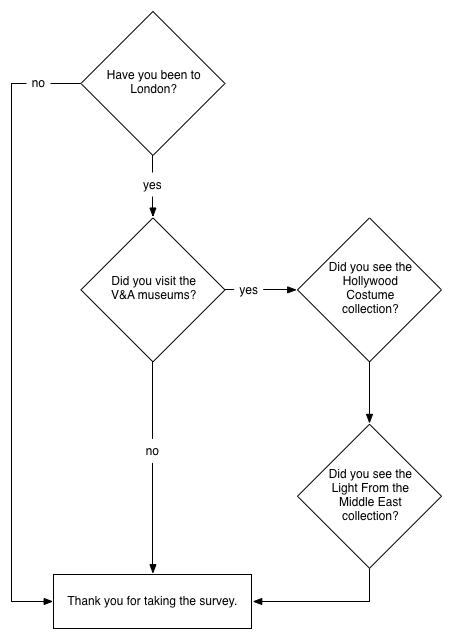 Have you been to
London?
no
yes
Did you visit the
V&A museums?
yes
Did you see the
Hollywood
Costume
collection?
no
Did you see the
Light From the
Middle East
collection?
Thank you for taking the survey.